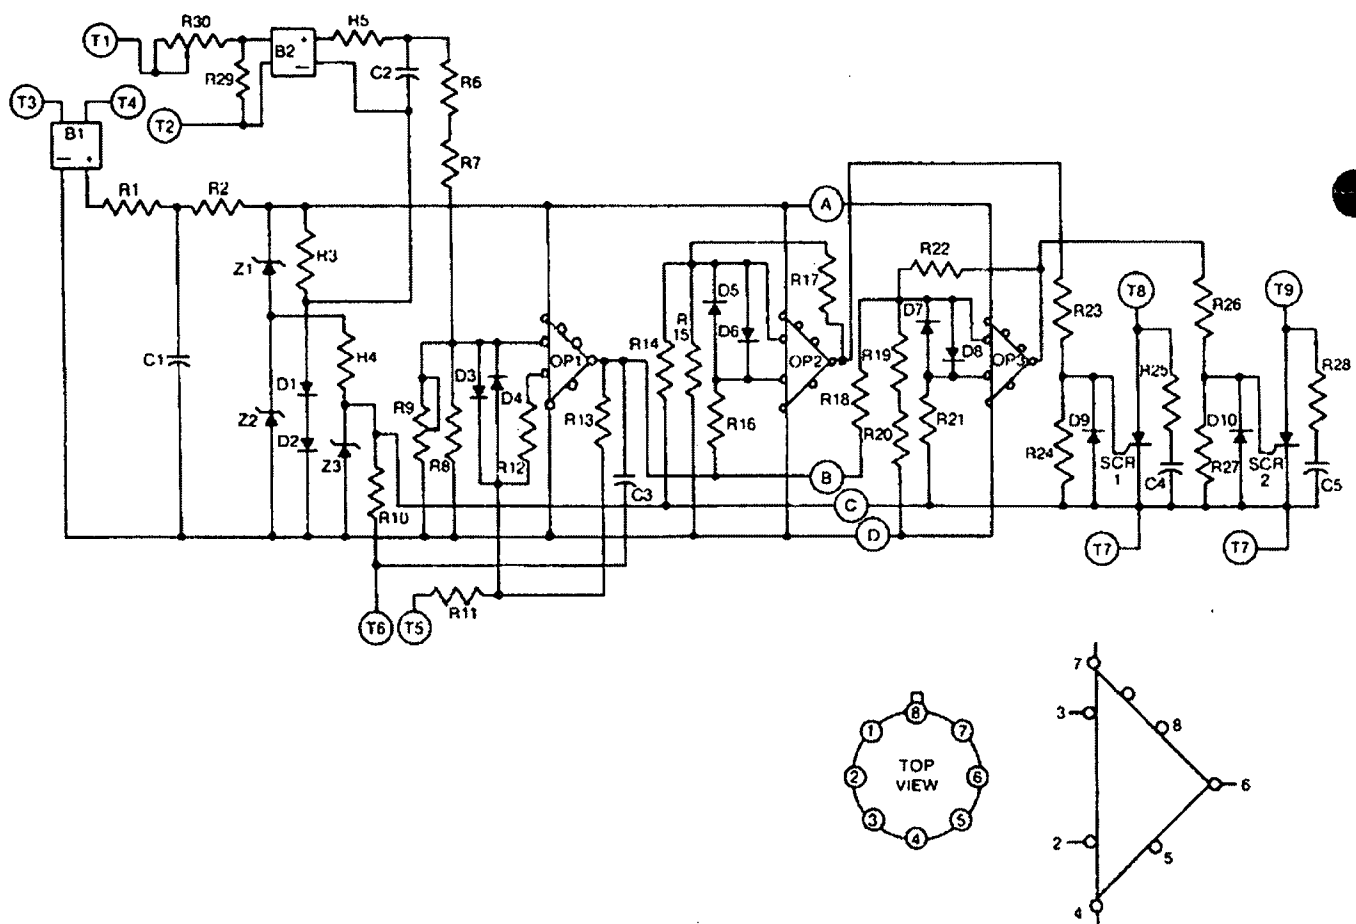 T1
R30
B2
+
−
R5
C2
R29
R6
T3
T4
T2
B1
−
+
R7
R1
R2
A
R22
T8
T9
Z1
R3
R17
D5
D6
D7
D8
R23
R26
C1
R4
OP1
R14
R15
OP2
R19
OP3
R25
R28
D1
D3
D4
R9
R13
R16
R18
R21
D9
D10
Z2
D2
Z3
R8
R12
R20
R24
SCR 1
C4
R27
SCR 2
C5
R10
C3
B
C
D
T7
T7
T6
T5
R11
7
3
8
6
2
5
4
8
1
7
2
TOP
VIEW
6
3
5
4